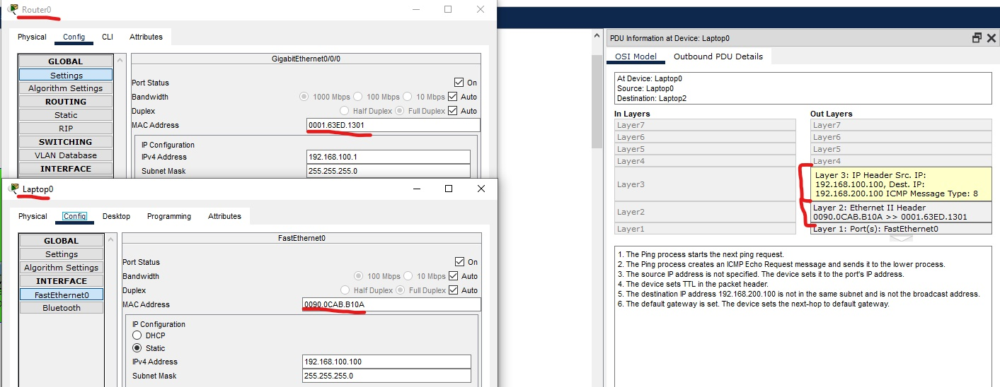 Router0
Physical Config CLI Attributes
GLOBAL
Settings
Algorithm Settings
ROUTING
Static
RIP
SWITCHING
VLAN Database
INTERFACE
GigabitEthernet0/0/0
Port Status On
Bandwidth 1000 Mbps 100 Mbps 10 Mbps Auto
Duplex Half Duplex Full Duplex Auto
MAC Address 0001.63ED.1301
IP Configuration
IPv4 Address 192.168.100.1
Subnet Mask 255.255.255.0
Laptop0
Physical Config Desktop Programming Attributes
GLOBAL
Settings
Algorithm Settings
INTERFACE
FastEthernet0
Bluetooth
FastEthernet0
Port Status On
Bandwidth 100 Mbps 10 Mbps Auto
Duplex Half Duplex Full Duplex Auto
MAC Address 0090.0CAB.B10A
IP Configuration
DHCP
Static
IPv4 Address 192.168.100.100
Subnet Mask 255.255.255.0
PDU Information at Device: Laptop0
OSI Model Outbound PDU Details
At Device: Laptop0
Source: Laptop0
Destination: Laptop2
In Layers
Layer7
Layer6
Layer5
Layer4
Layer3
Layer2
Layer1
Out Layers
Layer7
Layer6
Layer5
Layer4
Layer 3: IP Header Src. IP:
192.168.100.100, Dest. IP:
192.168.200.100 ICMP Message Type: 8
Layer 2: Ethernet II Header
0090.0CAB.B10A >> 0001.63ED.1301
Layer 1: Port(s): FastEthernet0
1. The Ping process starts the next ping request.
2. The Ping process creates an ICMP Echo Request message and sends it to the lower process.
3. The source IP address is not specified. The device sets it to the port's IP address.
4. The device sets TTL in the packet header.
5. The destination IP address 192.168.200.100 is not in the same subnet and is not the broadcast address.
6. The default gateway is set. The device sets the next-hop to default gateway.